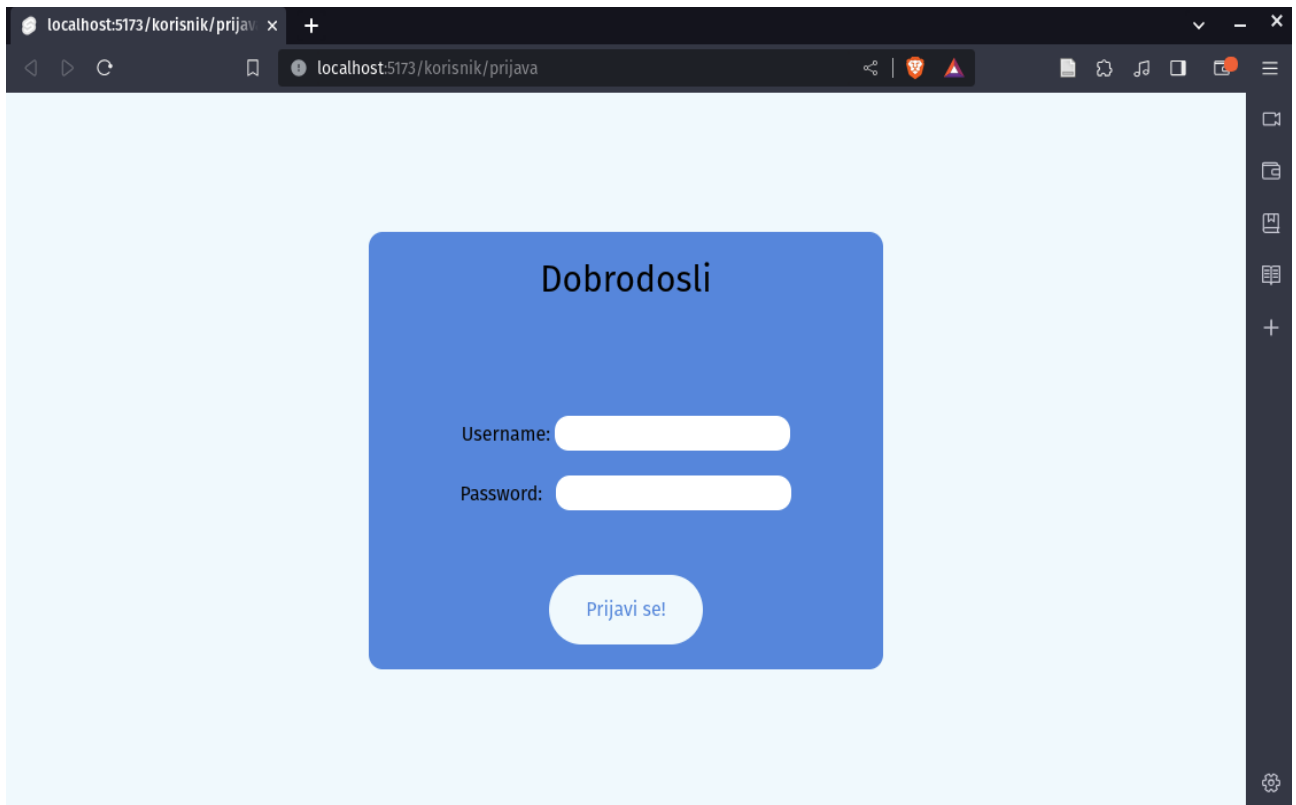 localhost:5173/korisnik/prijav
localhost:5173/korisnik/prijava
Dobrodosli
Username:
Password:
Prijavi se!